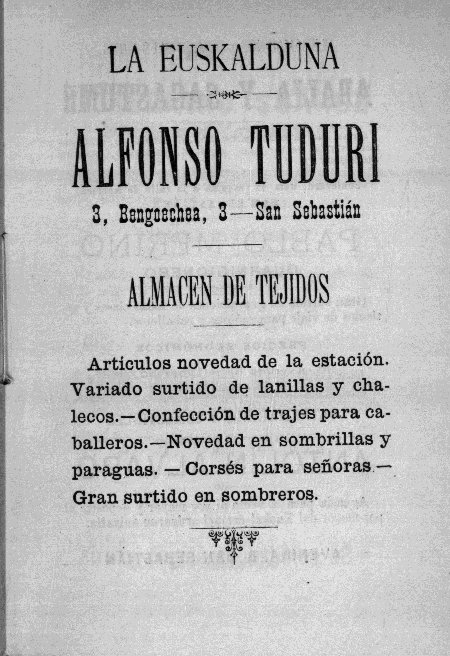 LA EUSKALDUNA
ALFONSO TUDURI
3, Bengoechea, 3—San Sebastián
ALMACEN DE TEJIDOS
Artículos novedad de la estación.
Variado surtido de lanillas y cha-
lecos.—Confección de trajes para ca-
balleros.—Novedad en sombrillas y
paraguas.—Corsés para señoras.—
Gran surtido en sombreros.